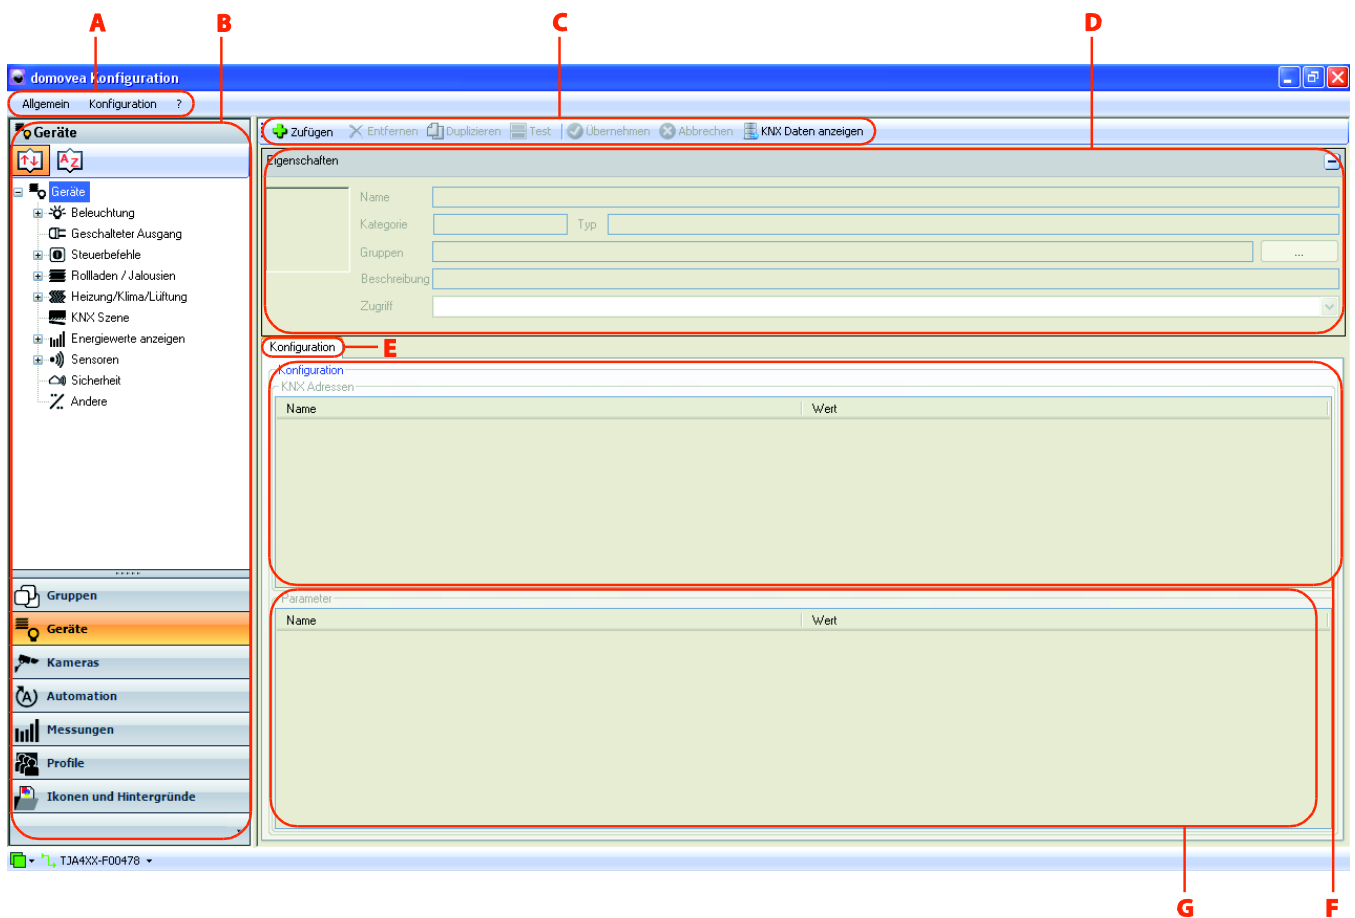 A B C D
domovea Konfiguration
Allgemein Konfiguration ?
Geräte
Zufügen Entfernen Duplizieren Test Übernehmen Abbrechen KNX Daten anzeigen
AZ
Eigenschaften
Geräte
Beleuchtung
Geschalteter Ausgang
Steuerbefehle
Rollladen / Jalousien
Heizung/Klima/Lüftung
KNX Szene
Energiewerte anzeigen
Sensoren
Sicherheit
Andere
Name
Kategorie Typ
Gruppen ...
Beschreibung
Zugriff
Konfiguration E
Konfiguration
KNX Adressen
Name Wert
Parameter
Name Wert
Gruppen
Geräte
Kameras
Automation
Messungen
Profile
Ikonen und Hintergründe
TJA4XX-F00478
G F